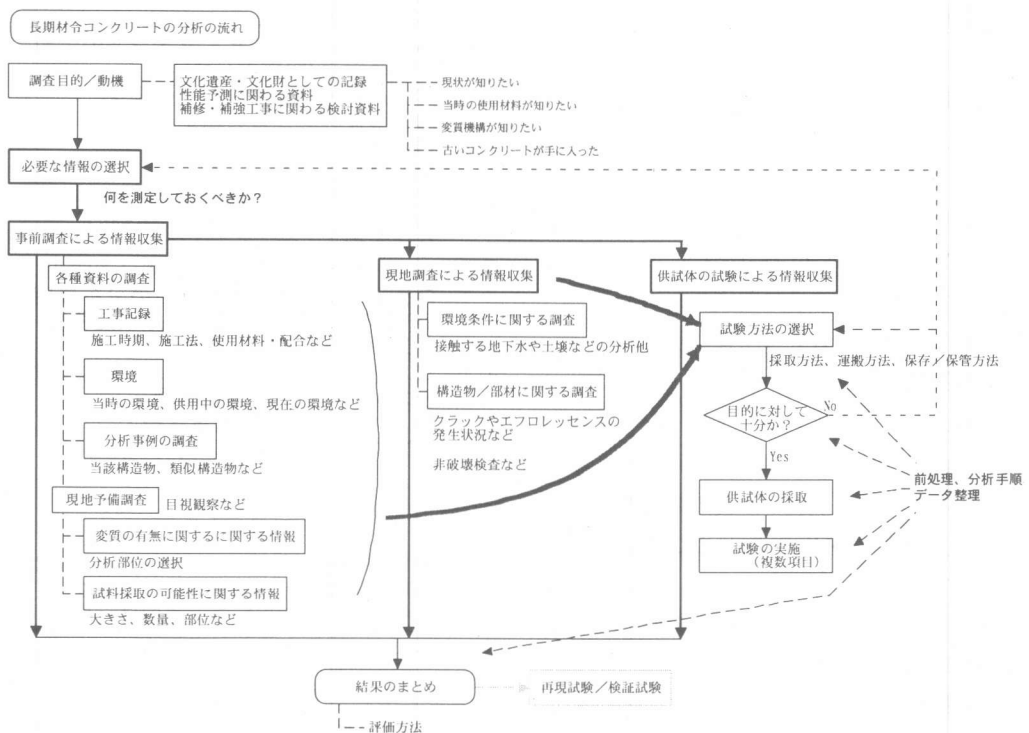 長期材令コンクリートの分析の流れ
調査目的／動機
文化遺産・文化財としての記録
性能予測に関わる資料
補修・補強工事に関わる検討資料
現状が知りたい
当時の使用材料が知りたい
変質機構が知りたい
古いコンクリートが手に入った
必要な情報の選択
何を測定しておくべきか？
事前調査による情報収集
各種資料の調査
工事記録
施工時期、施工法、使用材料・配合など
環境
当時の環境、供用中の環境、現在の環境など
分析事例の調査
当該構造物、類似構造物など
現地予備調査
目視観察など
変質の有無に関するに関する情報
分析部位の選択
試料採取の可能性に関する情報
大きさ、数量、部位など
現地調査による情報収集
環境条件に関する調査
接触する地下水や土壌などの分析他
構造物／部材に関する調査
クラックやエフロレッセンスの
発生状況など
非破壊検査など
供試体の試験による情報収集
試験方法の選択
採取方法、運搬方法、保存／保管方法
目的に対して
十分か？
No
Yes
供試体の採取
試験の実施
（複数項目）
前処理、分析手順
データ整理
結果のまとめ
再現試験／検証試験
評価方法